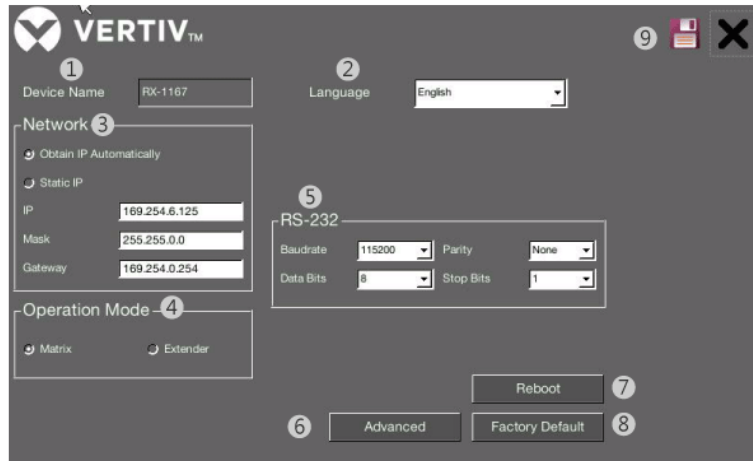 VERTIV™
9
1
2
Device Name RX-1167 Language English
Network 3
Obtain IP Automatically
Static IP
IP 169.254.6.125
Mask 255.255.0.0
Gateway 169.254.0.254
5
RS-232
Baudrate 115200 Parity None
Data Bits 8 Stop Bits 1
Operation Mode 4
Matrix Extender
Reboot 7
6 Advanced Factory Default 8